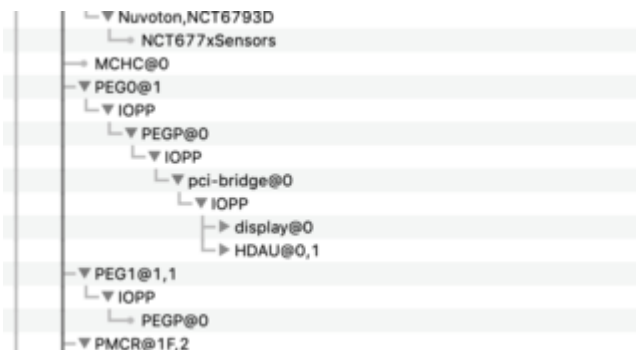 Nuvoton,NCT6793D
NCT677xSensors
MCHC@0
PEG0@1
IOPP
PEGP@0
IOPP
pci-bridge@0
IOPP
display@0
HDAU@0,1
PEG1@1,1
IOPP
PEGP@0
PMCR@1F,2